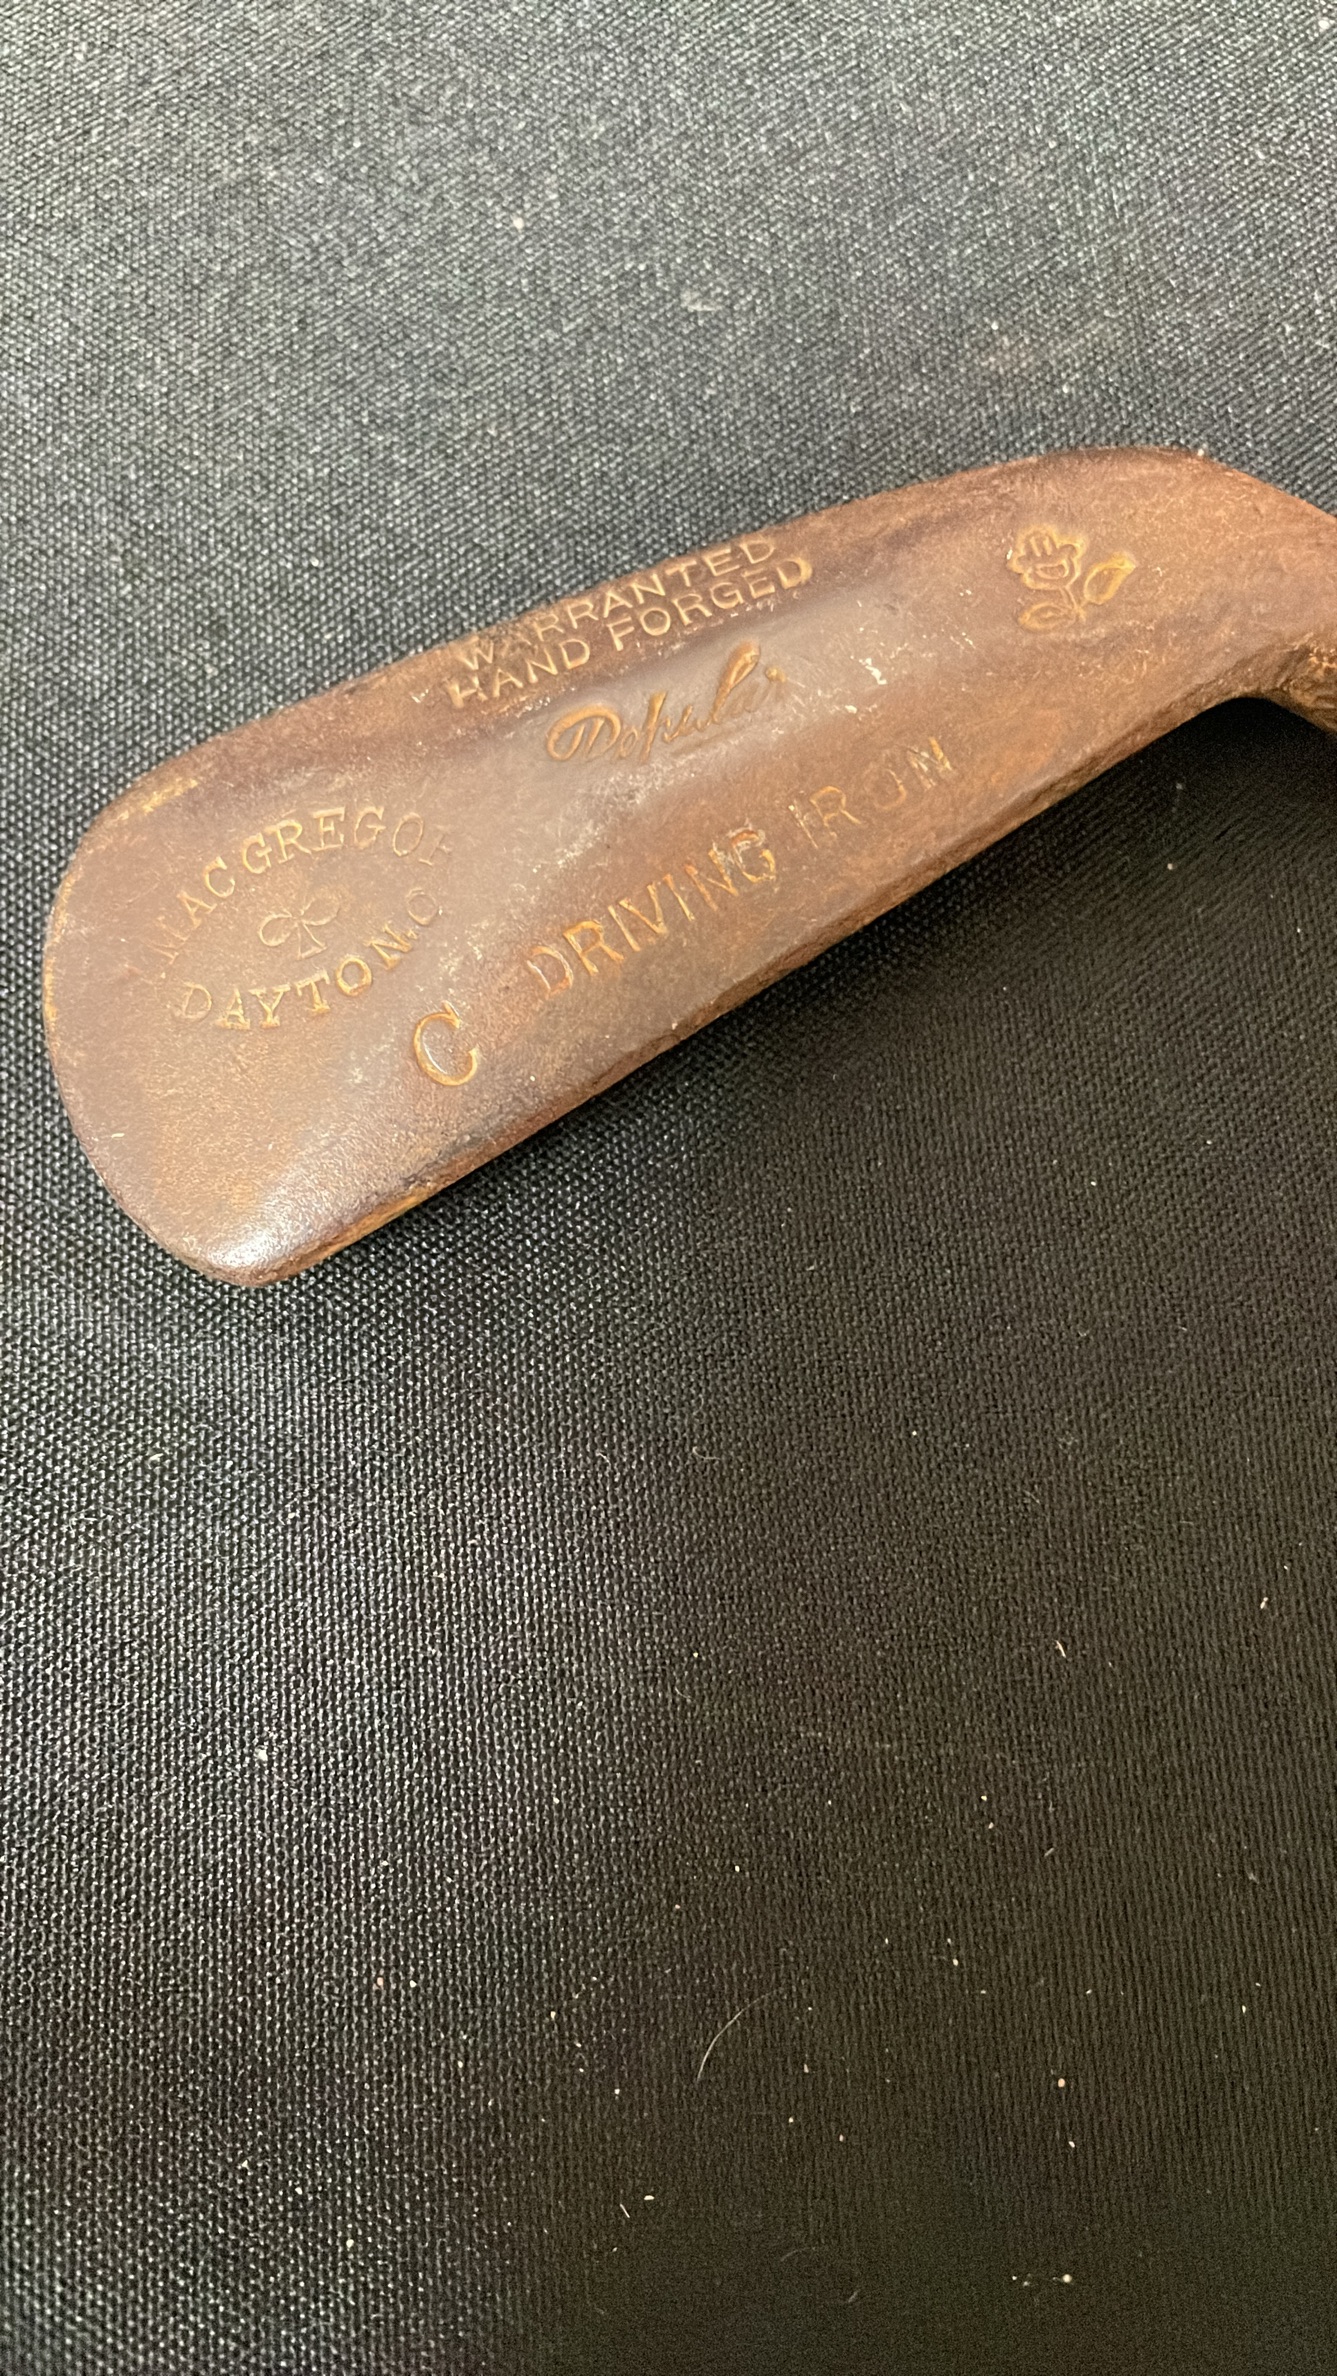 WARRANTED
HAND FORGED
Popular
MACGREGOR
DAYTON.O
C DRIVING IRON